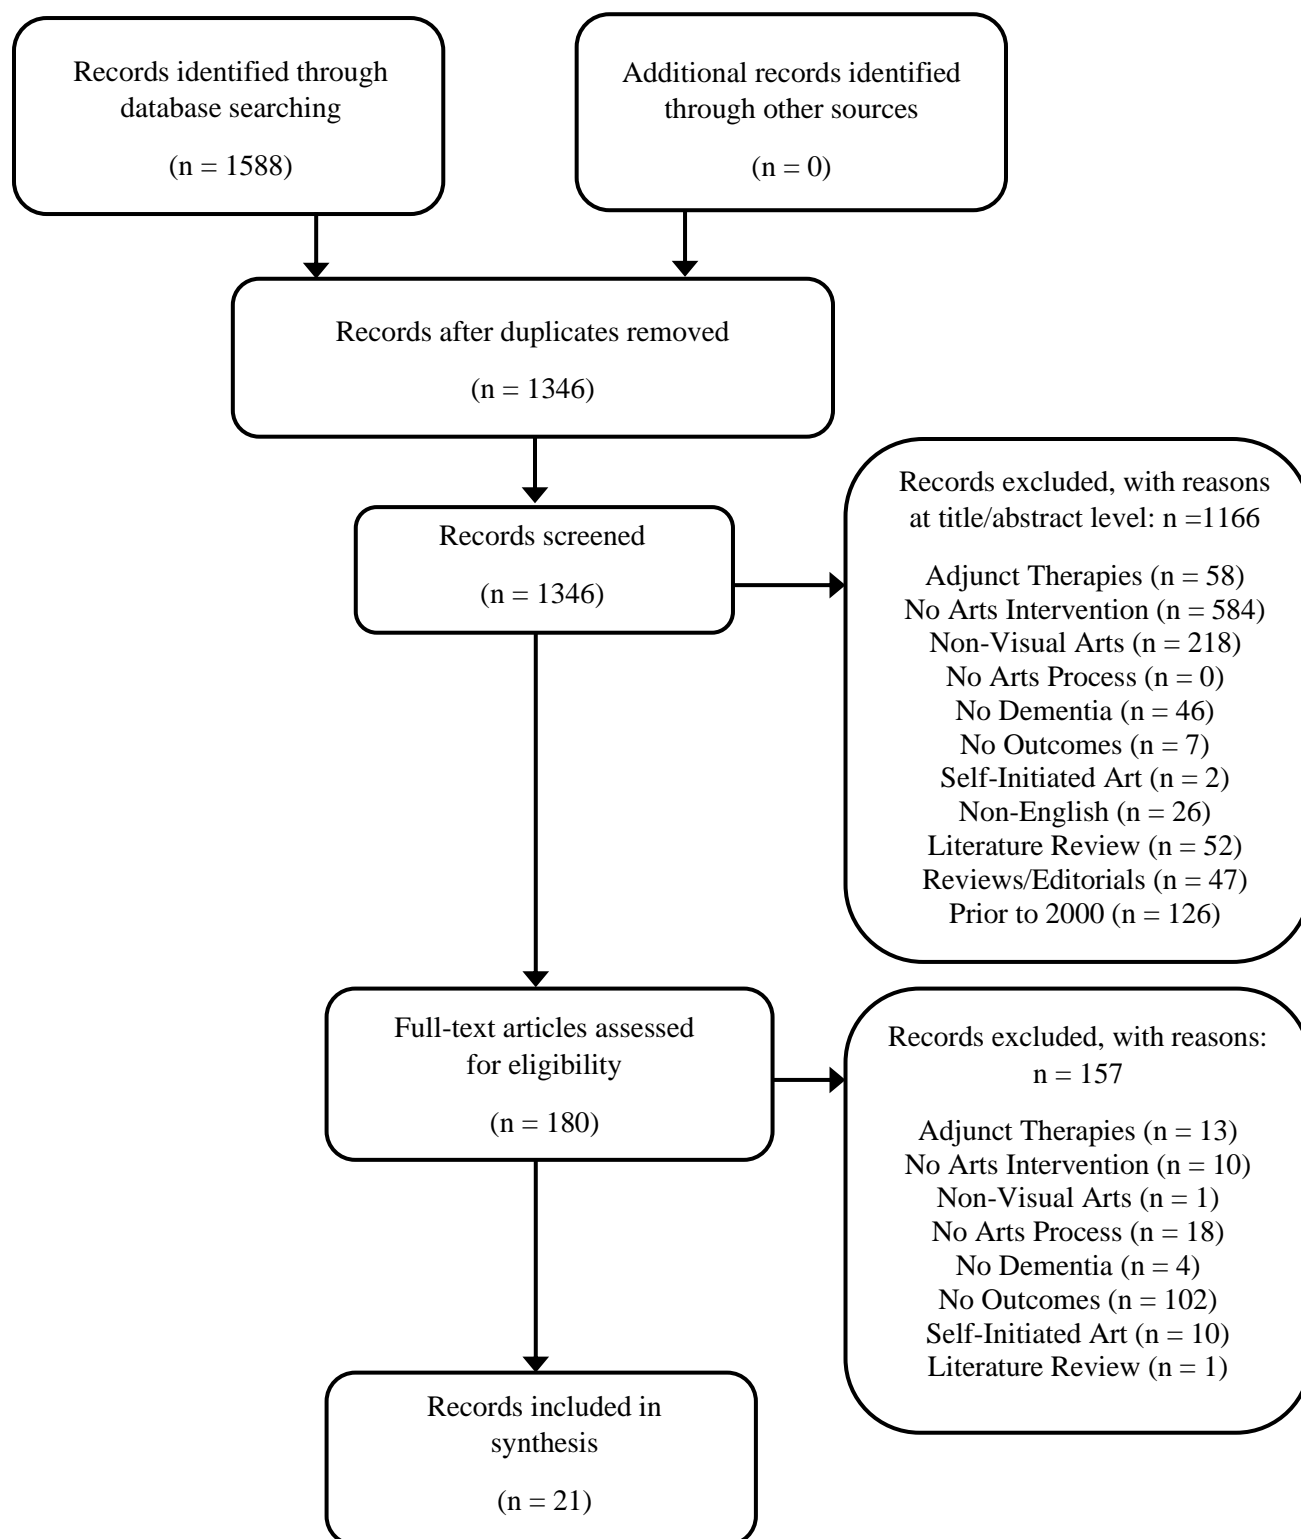 Records identified through
database searching
(n = 1588)
Additional records identified
through other sources
(n = 0)
Records after duplicates removed
(n = 1346)
Records screened
(n = 1346)
Records excluded, with reasons
at title/abstract level: n =1166
Adjunct Therapies (n = 58)
No Arts Intervention (n = 584)
Non-Visual Arts (n = 218)
No Arts Process (n = 0)
No Dementia (n = 46)
No Outcomes (n = 7)
Self-Initiated Art (n = 2)
Non-English (n = 26)
Literature Review (n = 52)
Reviews/Editorials (n = 47)
Prior to 2000 (n = 126)
Full-text articles assessed
for eligibility
(n = 180)
Records excluded, with reasons:
n = 157
Adjunct Therapies (n = 13)
No Arts Intervention (n = 10)
Non-Visual Arts (n = 1)
No Arts Process (n = 18)
No Dementia (n = 4)
No Outcomes (n = 102)
Self-Initiated Art (n = 10)
Literature Review (n = 1)
Records included in
synthesis
(n = 21)